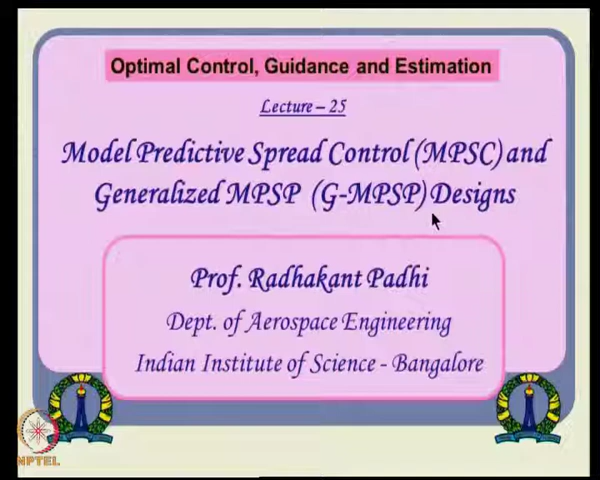 Optimal Control, Guidance and Estimation
Lecture – 25
Model Predictive Spread Control (MPSC) and
Generalized MPSP (G-MPSP) Designs
Prof. Radhakant Padhi
Dept. of Aerospace Engineering
Indian Institute of Science - Bangalore
NPTEL